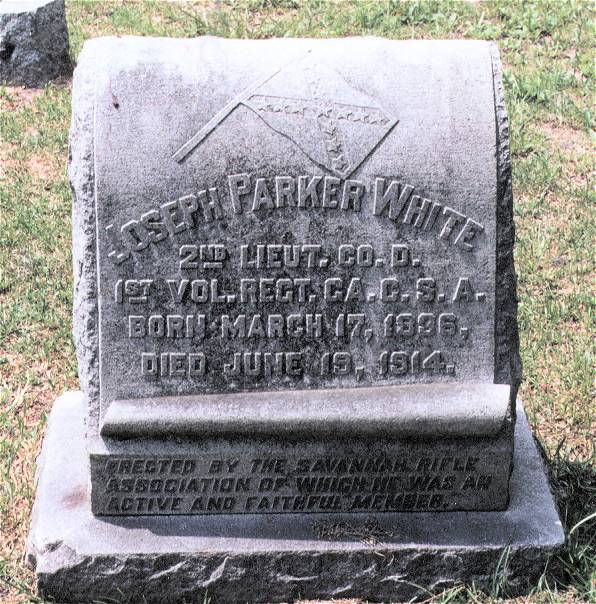 JOSEPH PARKER WHITE
2ND LIEUT. CO. D.
1ST VOL. REGT. GA. C. S. A.
BORN MARCH 17, 1836,
DIED JUNE 19, 1914.
ERECTED BY THE SAVANNAH RIFLE
ASSOCIATION OF WHICH HE WAS AN
ACTIVE AND FAITHFUL MEMBER.